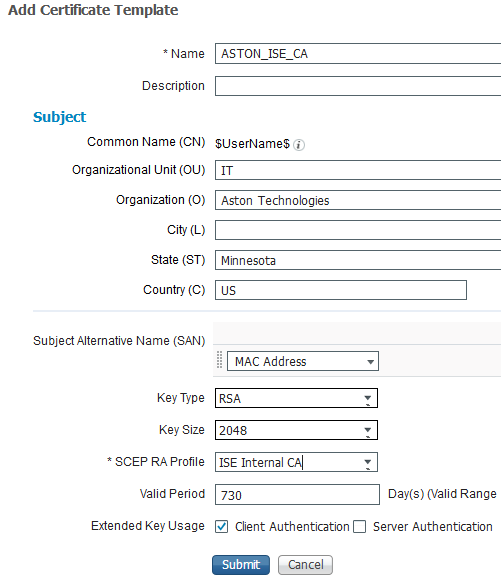 Add Certificate Template
* Name ASTON_ISE_CA
Description
Subject
Common Name (CN) $UserName$ i
Organizational Unit (OU) IT
Organization (O) Aston Technologies
City (L)
State (ST) Minnesota
Country (C) US
Subject Alternative Name (SAN)
MAC Address
Key Type RSA
Key Size 2048
* SCEP RA Profile ISE Internal CA
Valid Period 730 Day(s) (Valid Range
Extended Key Usage Client Authentication Server Authentication
Submit Cancel